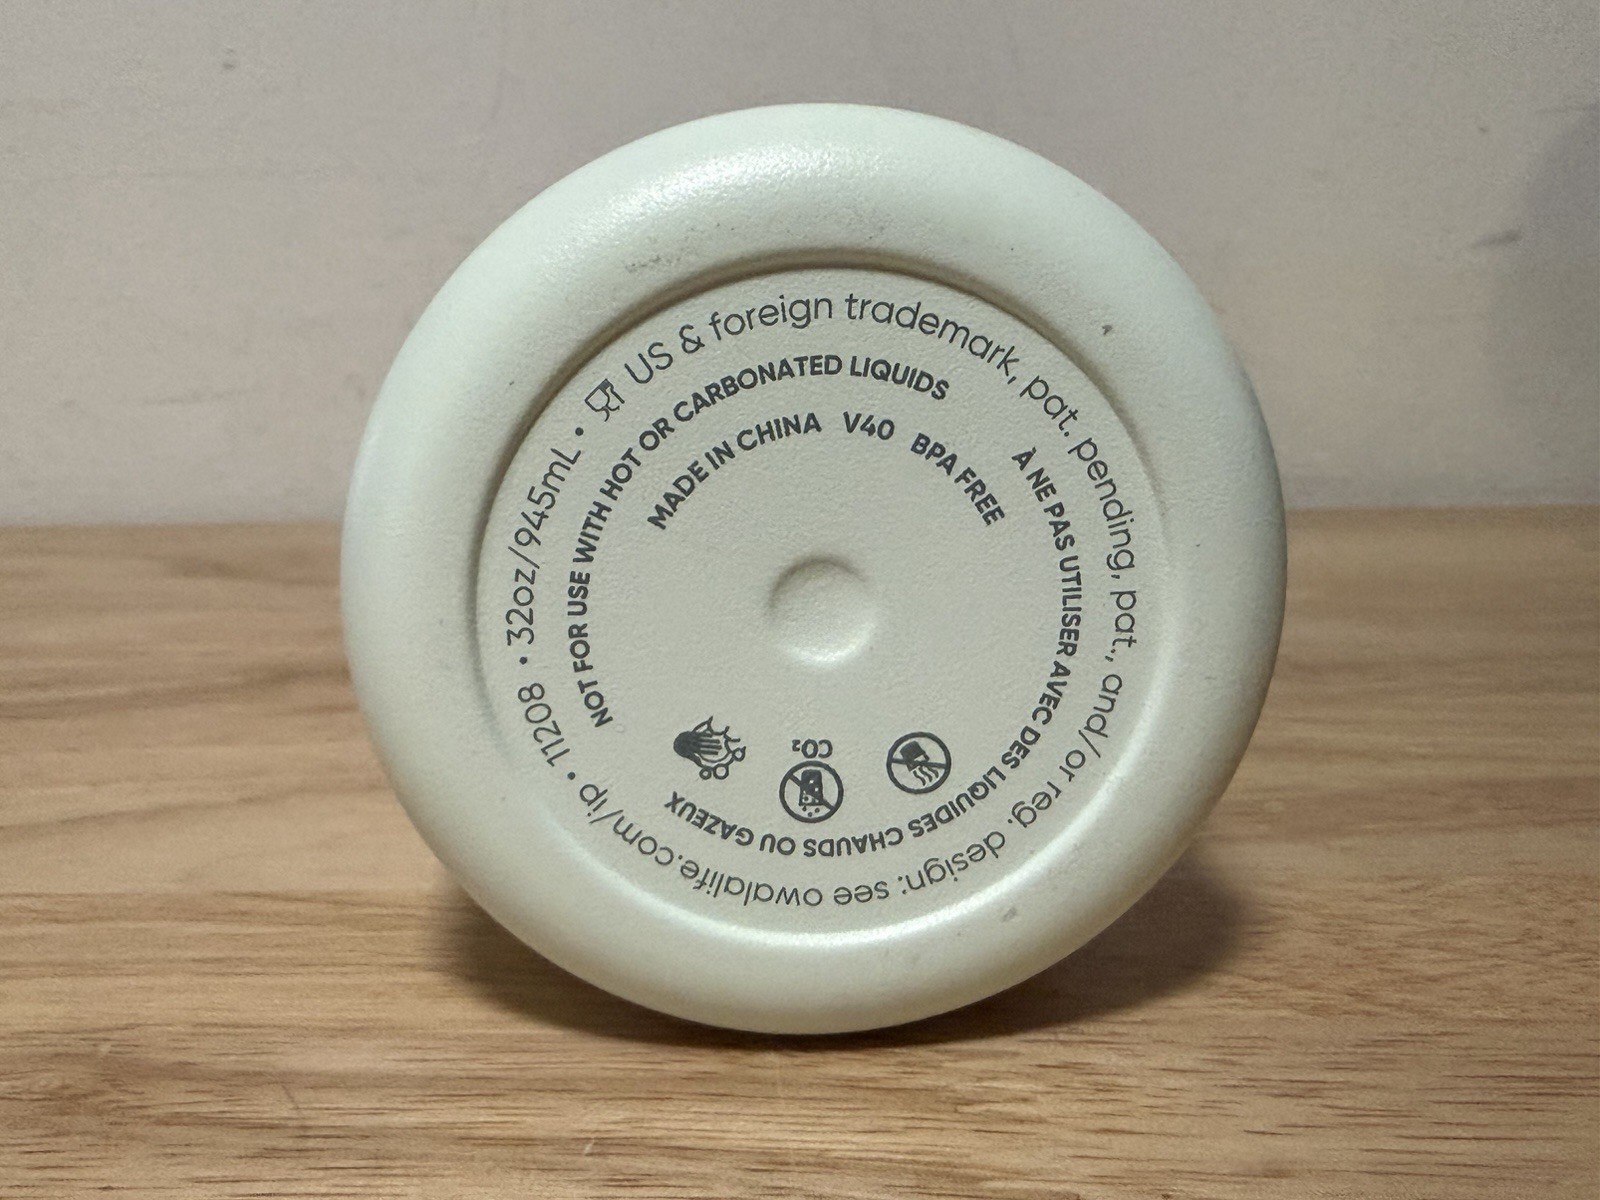 US & foreign trademark, pat. pending, pat., and/or reg. design: see owalalife.com/ip • 11208 • 32oz/945mL •
NOT FOR USE WITH HOT OR CARBONATED LIQUIDS
À NE PAS UTILISER AVEC DES LIQUIDES CHAUDS OU GAZEUX
MADE IN CHINA V40 BPA FREE
CO₂